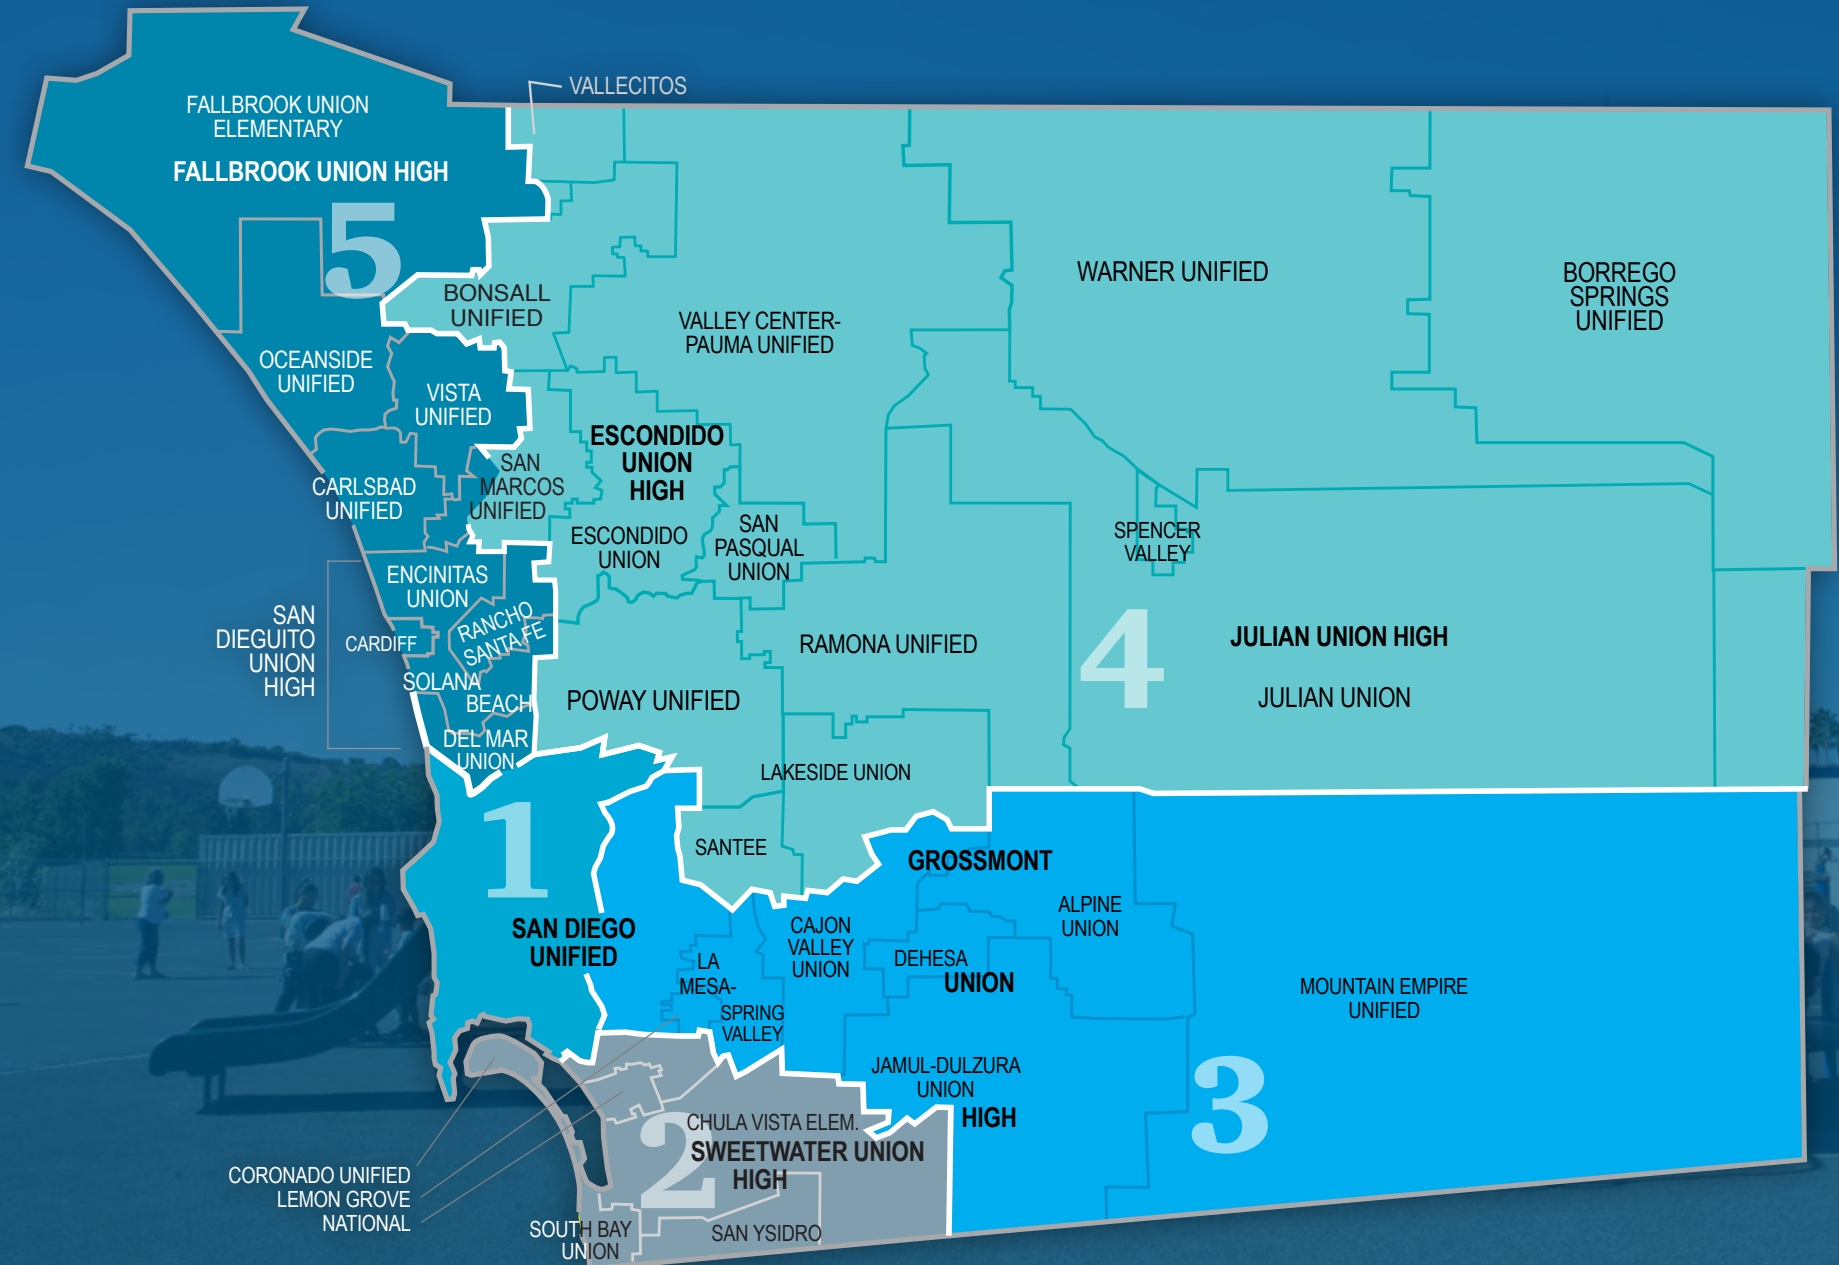 VALLECITOS
FALLBROOK UNION
ELEMENTARY
FALLBROOK UNION HIGH
5
BONSALL
UNIFIED
OCEANSIDE
UNIFIED
VISTA
UNIFIED
CARLSBAD
UNIFIED
SAN
MARCOS
UNIFIED
VALLEY CENTER-
PAUMA UNIFIED
WARNER UNIFIED
BORREGO
SPRINGS
UNIFIED
ESCONDIDO
UNION
HIGH
ESCONDIDO
UNION
SAN
PASQUAL
UNION
SPENCER
VALLEY
ENCINITAS
UNION
SAN
DIEGUITO
UNION
HIGH
CARDIFF
RANCHO
SANTA FE
SOLANA
BEACH
DEL MAR
UNION
POWAY UNIFIED
RAMONA UNIFIED
4
JULIAN UNION HIGH
JULIAN UNION
LAKESIDE UNION
SANTEE
1
SAN DIEGO
UNIFIED
GROSSMONT
UNION
HIGH
ALPINE
UNION
CAJON
VALLEY
UNION
DEHESA
LA
MESA-
SPRING
VALLEY
MOUNTAIN EMPIRE
UNIFIED
JAMUL-DULZURA
UNION
3
2
CHULA VISTA ELEM.
SWEETWATER UNION
HIGH
CORONADO UNIFIED
LEMON GROVE
NATIONAL
SOUTH BAY
UNION
SAN YSIDRO